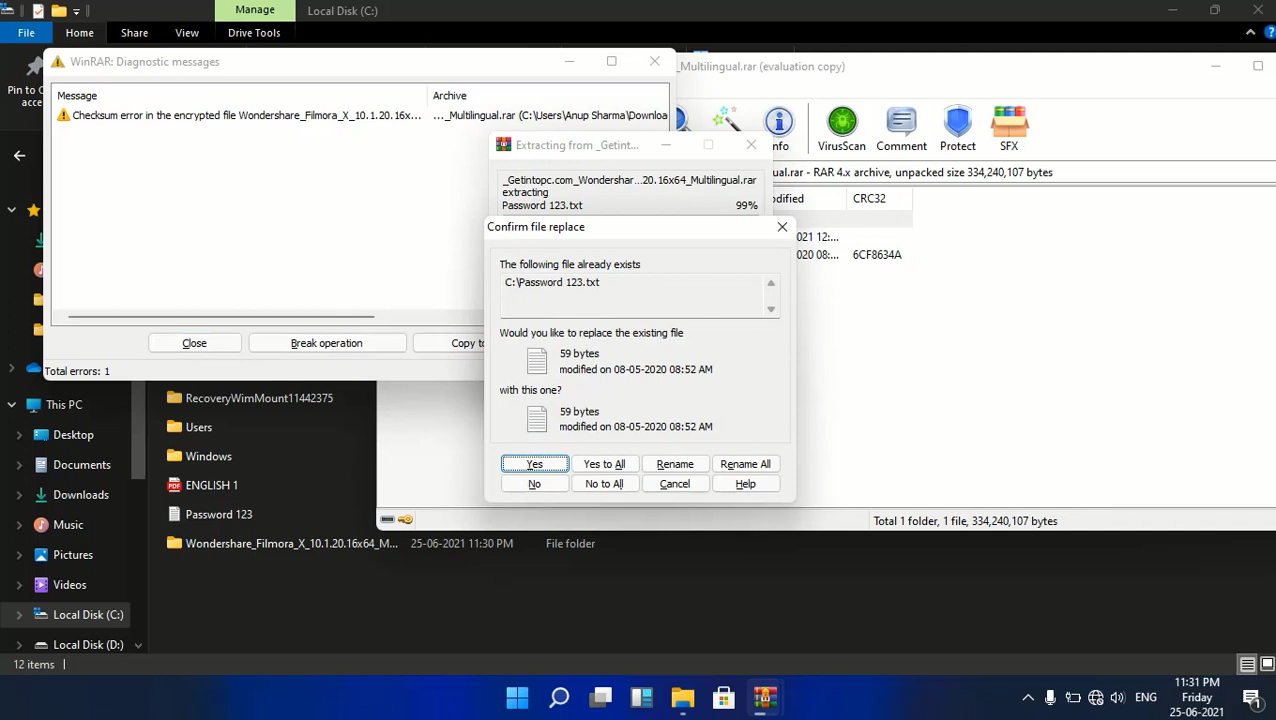 Manage
Local Disk (C:)
File
Home
Share
View
Drive Tools
WinRAR: Diagnostic messages
_Multilingual.rar (evaluation copy)
Pin to
acce
Message
Archive
Checksum error in the encrypted file Wondershare_Filmora_X_10.1.20.16x...
..._Multilingual.rar (C:\Users\Anup Sharma\Downloa
nfo
VirusScan
Comment
Protect
SFX
Extracting from _Getint...
ual.rar - RAR 4.x archive, unpacked size 334,240,107 bytes
_Getintopc.com_Wondershar...20.16x64_Multilingual.rar
extracting
Password 123.txt
99%
odified
CRC32
021 12:...
020 08:...
6CF8634A
Confirm file replace
The following file already exists
C:\Password 123.txt
Would you like to replace the existing file
59 bytes
modified on 08-05-2020 08:52 AM
with this one?
59 bytes
modified on 08-05-2020 08:52 AM
Yes
Yes to All
Rename
Rename All
No
No to All
Cancel
Help
Close
Break operation
Copy to
Total errors: 1
This PC
Desktop
Documents
Downloads
Music
Pictures
Videos
Local Disk (C:)
Local Disk (D:)
RecoveryWimMount11442375
Users
Windows
ENGLISH 1
Password 123
Wondershare_Filmora_X_10.1.20.16x64_M...
25-06-2021 11:30 PM
File folder
Total 1 folder, 1 file, 334,240,107 bytes
12 items
ENG
11:31 PM
Friday
25-06-2021
1